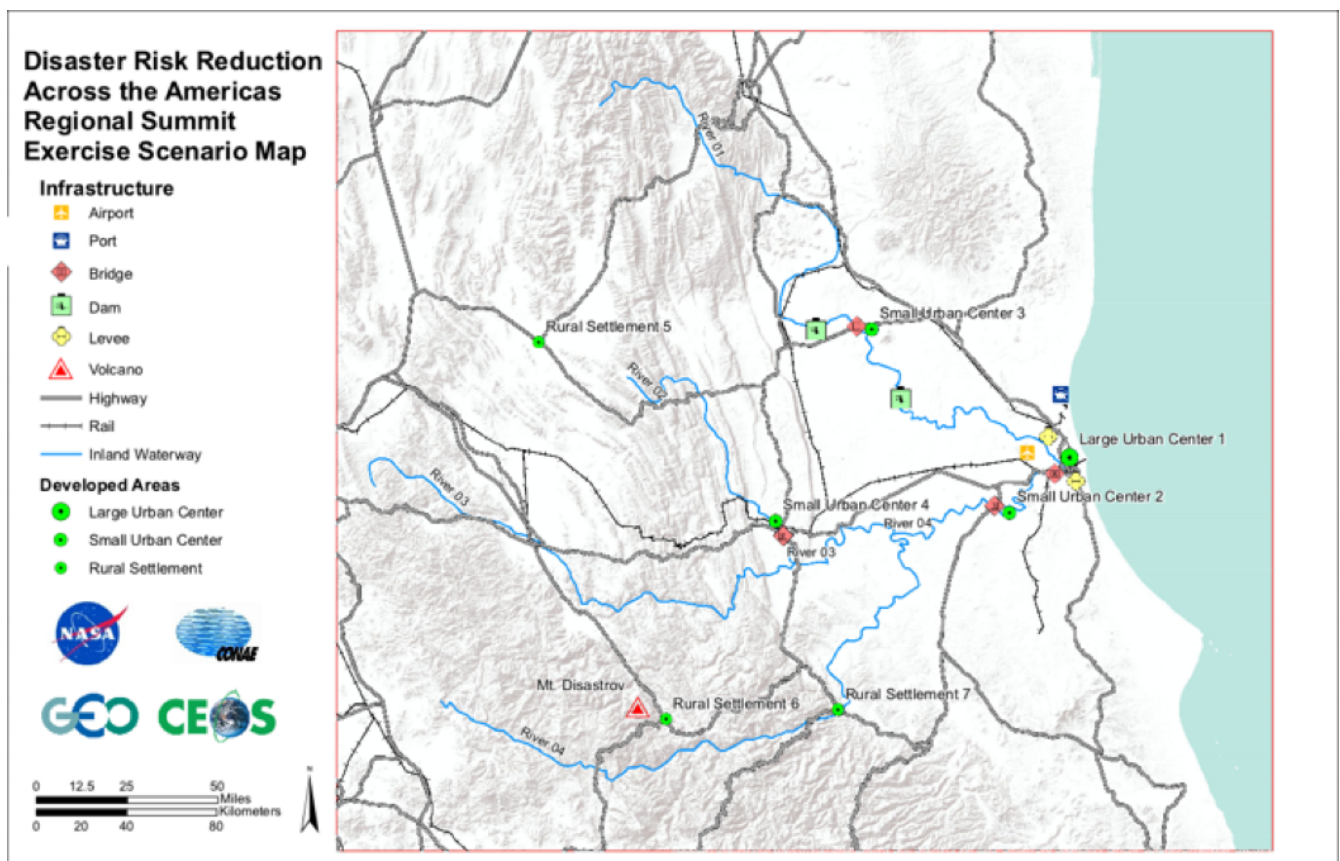 Disaster Risk Reduction
Across the Americas
Regional Summit
Exercise Scenario Map
Infrastructure
Airport
Port
Bridge
Dam
Levee
Volcano
Highway
Rail
Inland Waterway
Developed Areas
Large Urban Center
Small Urban Center
Rural Settlement
NASA
CONAE
GEO
CEOS
0 12.5 25 50
Miles
Kilometers
0 20 40 80
N
River 01
Small Urban Center 3
Rural Settlement 5
River 02
Large Urban Center 1
River 03
Small Urban Center 4
Small Urban Center 2
River 04
River 03
Mt. Disastrov
Rural Settlement 6
Rural Settlement 7
River 04